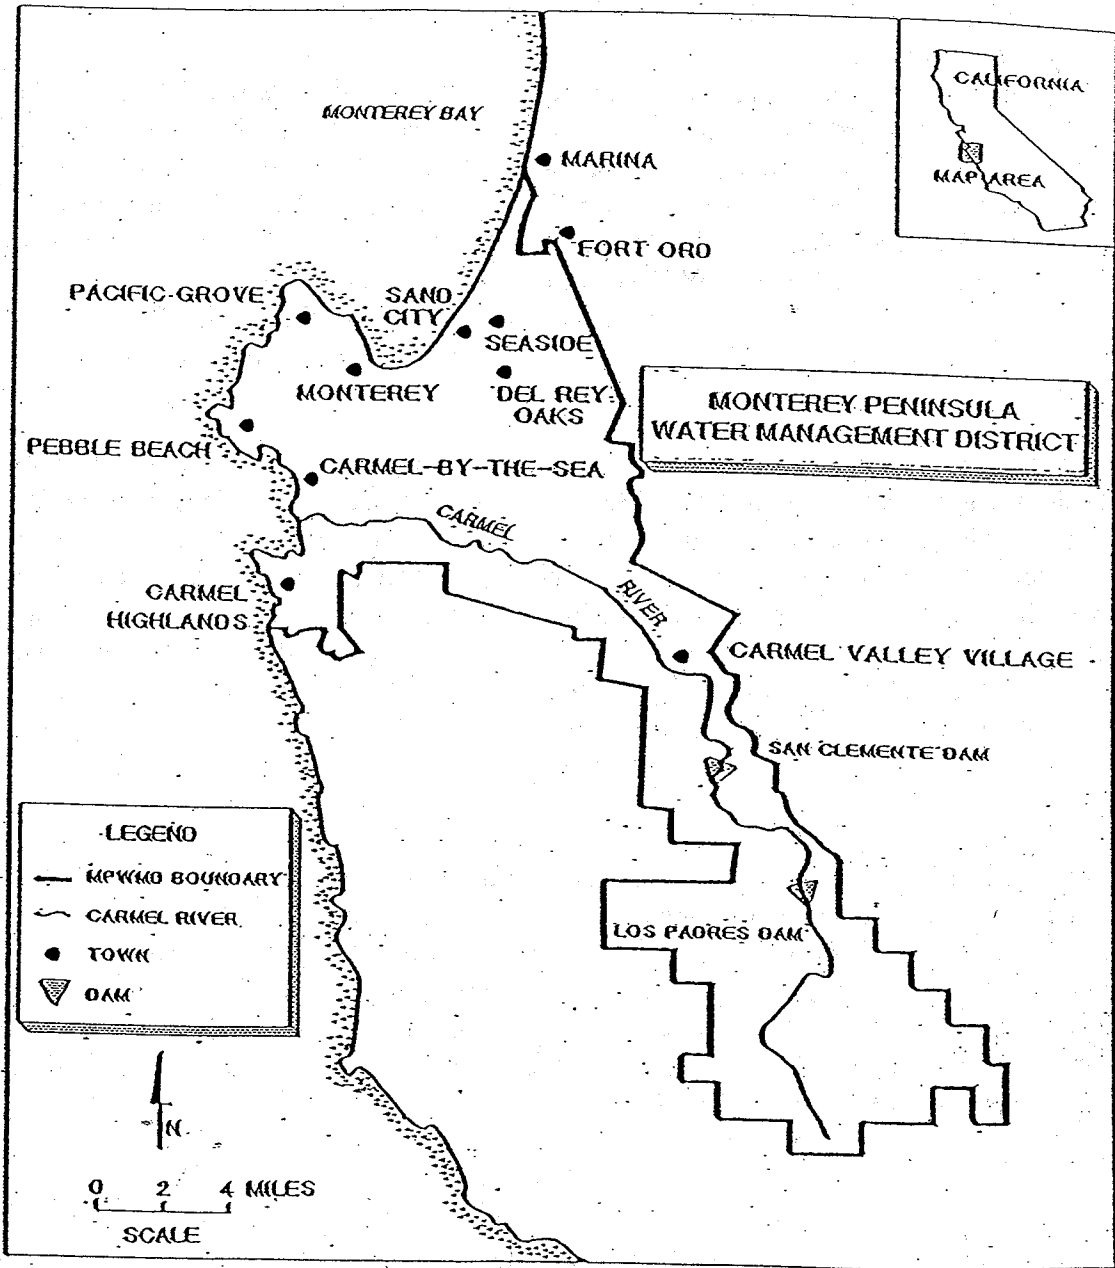 MONTEREY BAY
CALIFORNIA
MAP AREA
MARINA
FORT ORD
PACIFIC GROVE
SAND
CITY
SEASIDE
MONTEREY
DEL REY
OAKS
MONTEREY PENINSULA
WATER MANAGEMENT DISTRICT
PEBBLE BEACH
CARMEL-BY-THE-SEA
CARMEL
RIVER
CARMEL
HIGHLANDS
CARMEL VALLEY VILLAGE
SAN CLEMENTE DAM
LOS PADRES DAM
LEGEND
MPWMD BOUNDARY
CARMEL RIVER
TOWN
DAM
N
0 2 4 MILES
SCALE